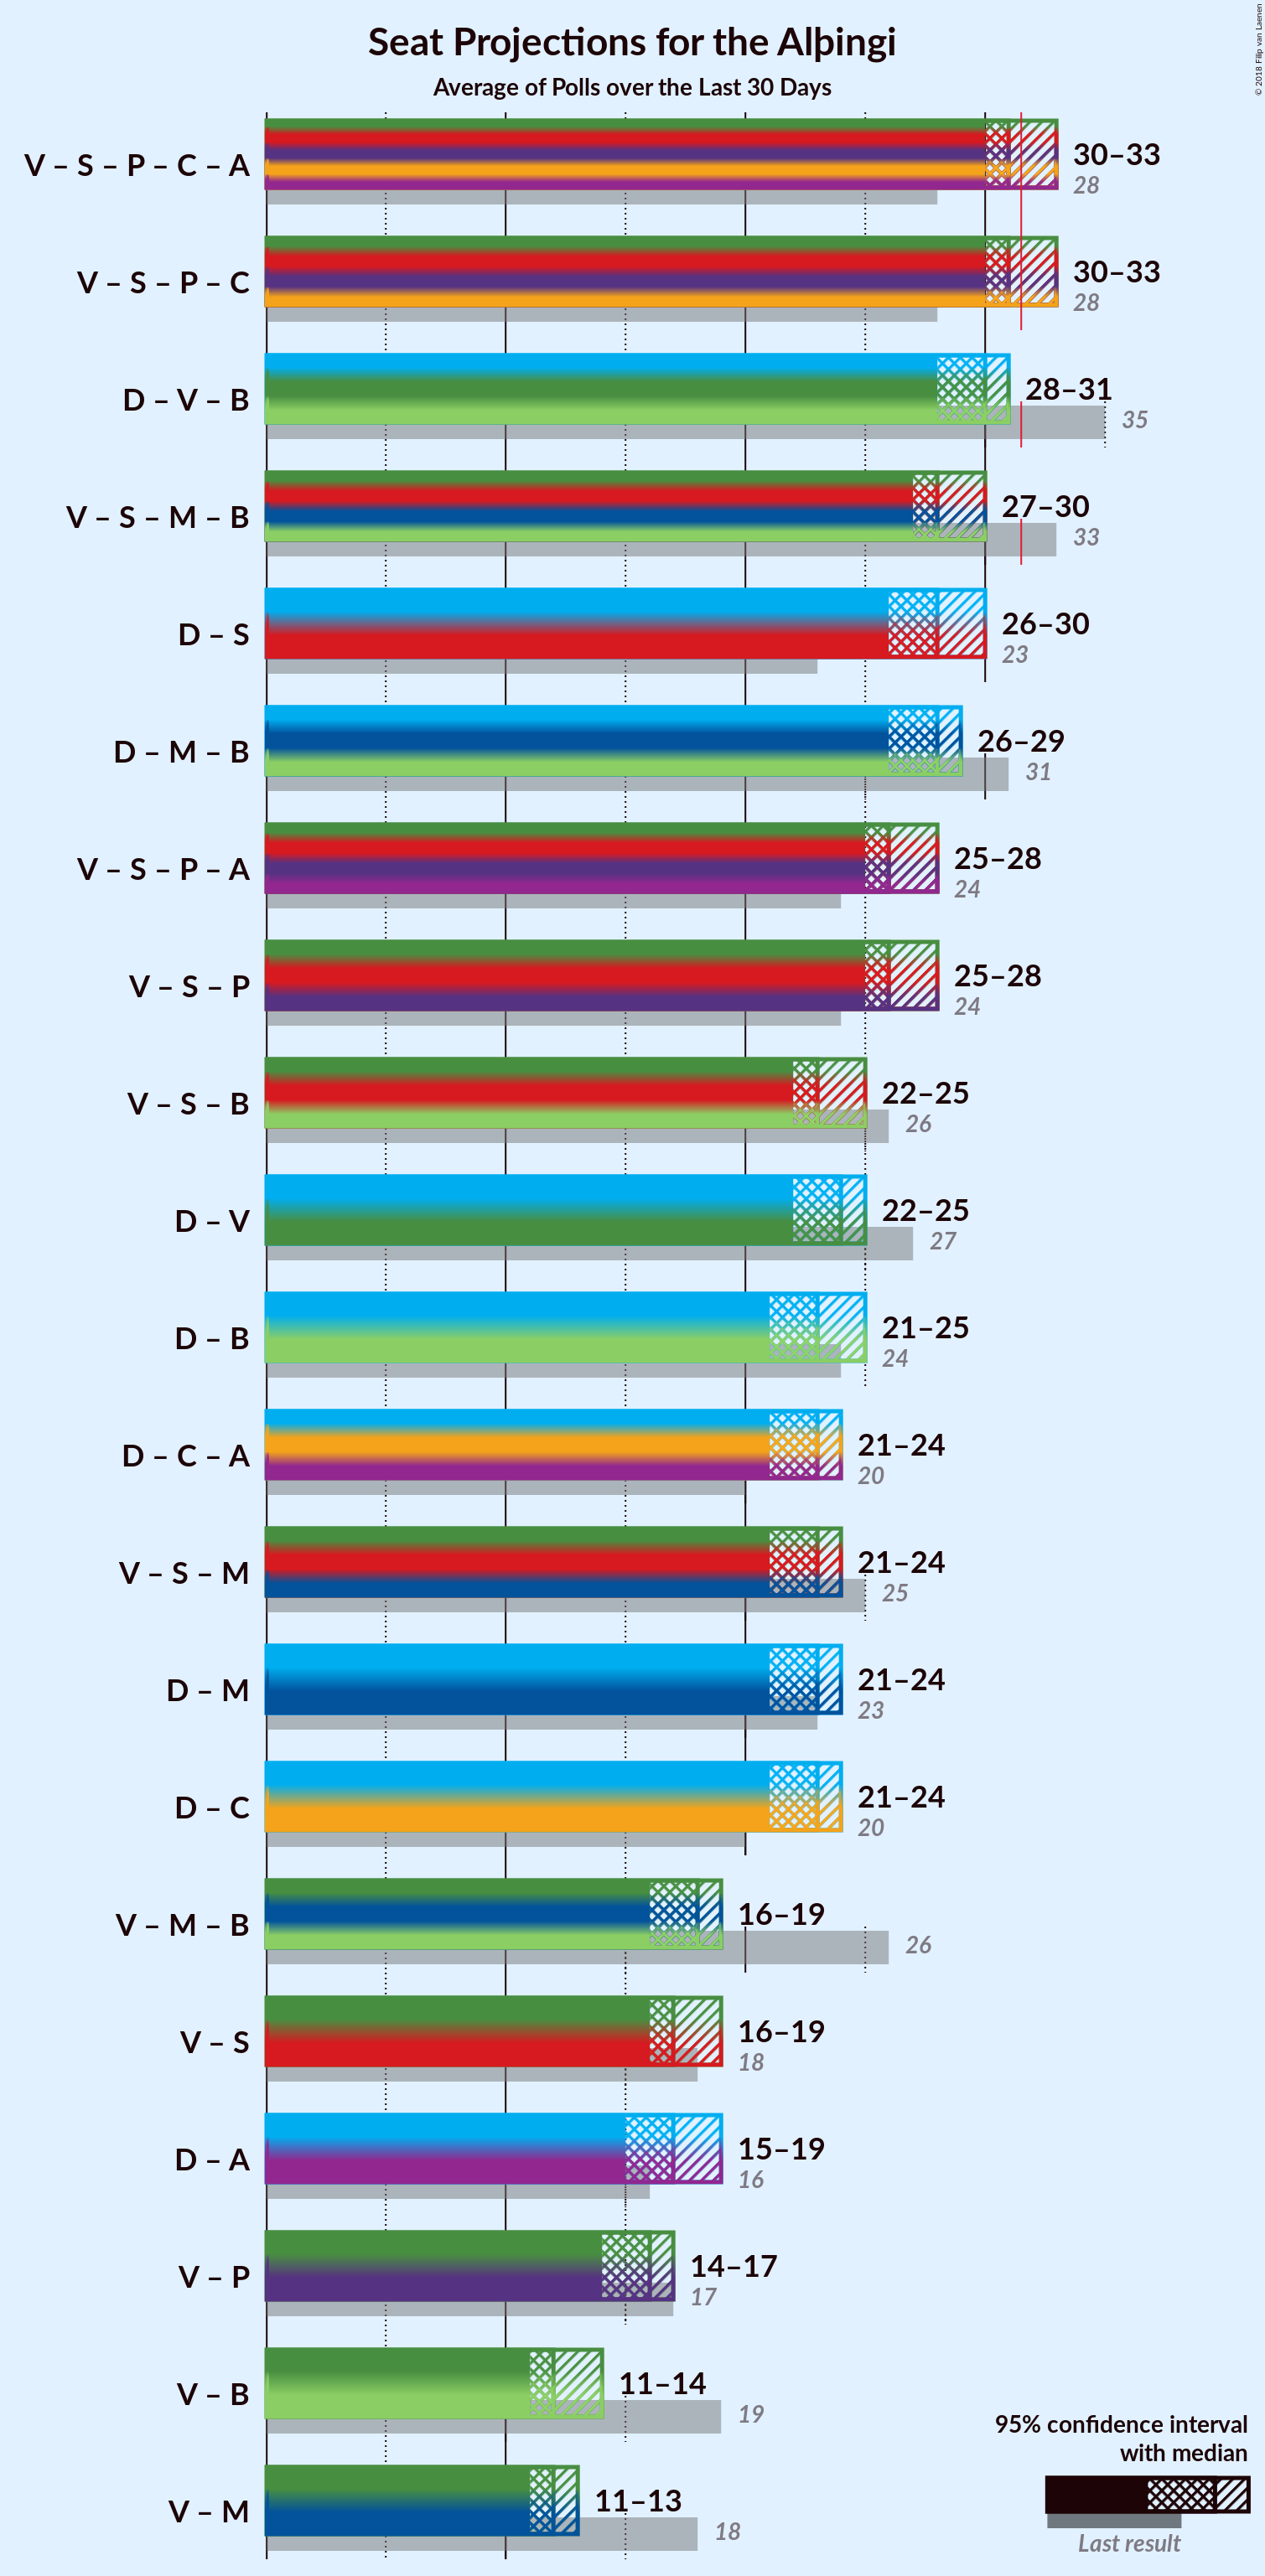 Seat Projections for the Alþingi
Average of Polls over the Last 30 Days
© 2018 Filip van Laenen
V – S – P – C – A
30–33
28
V – S – P – C
30–33
28
D – V – B
28–31
35
V – S – M – B
27–30
33
D – S
26–30
23
D – M – B
26–29
31
V – S – P – A
25–28
24
V – S – P
25–28
24
V – S – B
22–25
26
D – V
22–25
27
D – B
21–25
24
D – C – A
21–24
20
V – S – M
21–24
25
D – M
21–24
23
D – C
21–24
20
V – M – B
16–19
26
V – S
16–19
18
D – A
15–19
16
V – P
14–17
17
V – B
11–14
19
V – M
11–13
18
95% confidence interval
with median
Last result